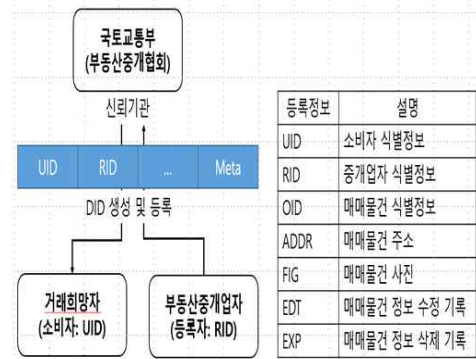 국토교통부
(부동산중개협회)
신뢰기관
UID RID ... Meta
DID 생성 및 등록
거래희망자
(소비자: UID)
부동산중개업자
(등록자: RID)
등록정보 설명
UID 소비자 식별정보
RID 중개업자 식별정보
OID 매매물건 식별정보
ADDR 매매물건 주소
FIG 매매물건 사진
EDT 매매물건 정보 수정 기록
EXP 매매물건 정보 삭제 기록